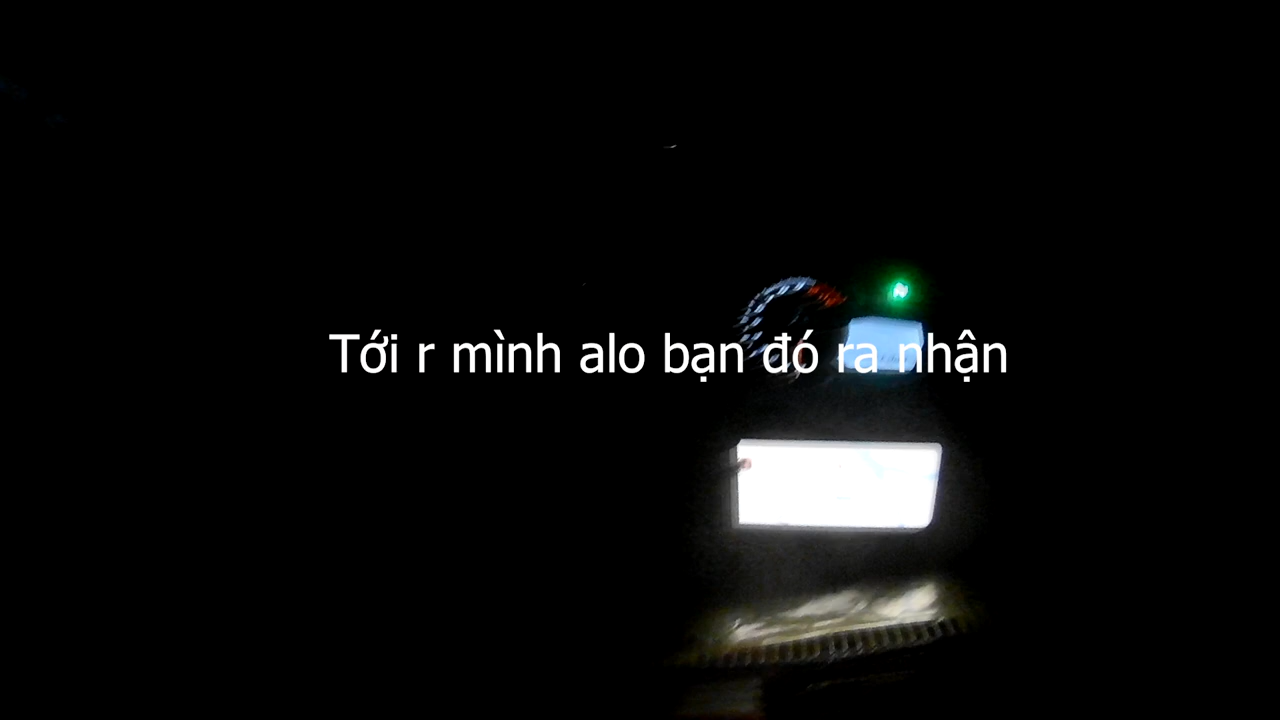 Tới r mình alo bạn đó ra nhận